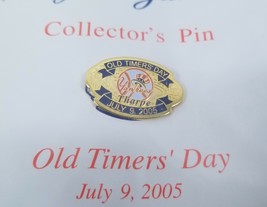 Collector's Pin
OLD TIMERS' DAY
Tharpe
JULY 9, 2005
Old Timers' Day
July 9, 2005